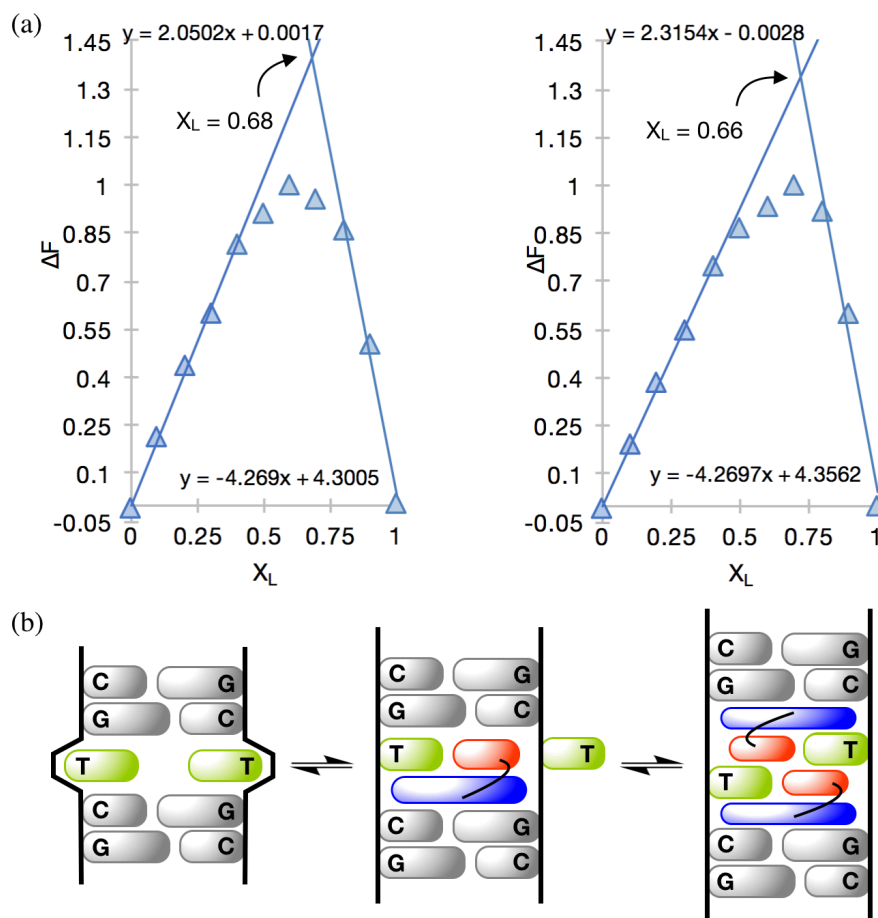 (a)
y = 2.0502x + 0.0017
1.45
1.3
1.15
1
0.85
0.7
0.55
0.4
0.25
0.1
-0.05
ΔF
X_L = 0.68
y = -4.269x + 4.3005
0 0.25 0.5 0.75 1
X_L
y = 2.3154x - 0.0028
1.45
1.3
1.15
1
0.85
0.7
0.55
0.4
0.25
0.1
-0.05
ΔF
X_L = 0.66
y = -4.2697x + 4.3562
0 0.25 0.5 0.75 1
X_L
(b)
C G
G C
T T
C G
G C
C G
G C
T T
C G
G C
C G
G C
T
T
C G
G C